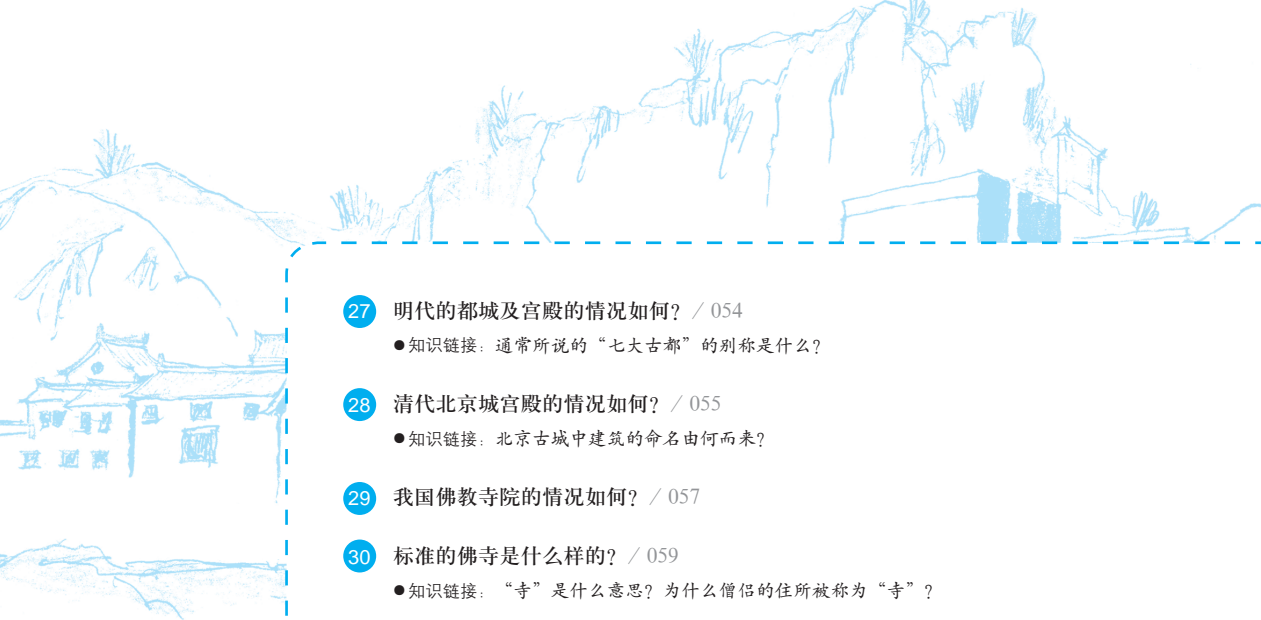 27 明代的都城及宫殿的情况如何？ / 054
●知识链接：通常所说的“七大古都”的别称是什么？
28 清代北京城宫殿的情况如何？ / 055
●知识链接：北京古城中建筑的命名由何而来？
29 我国佛教寺院的情况如何？ / 057
30 标准的佛寺是什么样的？ / 059
●知识链接：“寺”是什么意思？为什么僧侣的住所被称为“寺”？